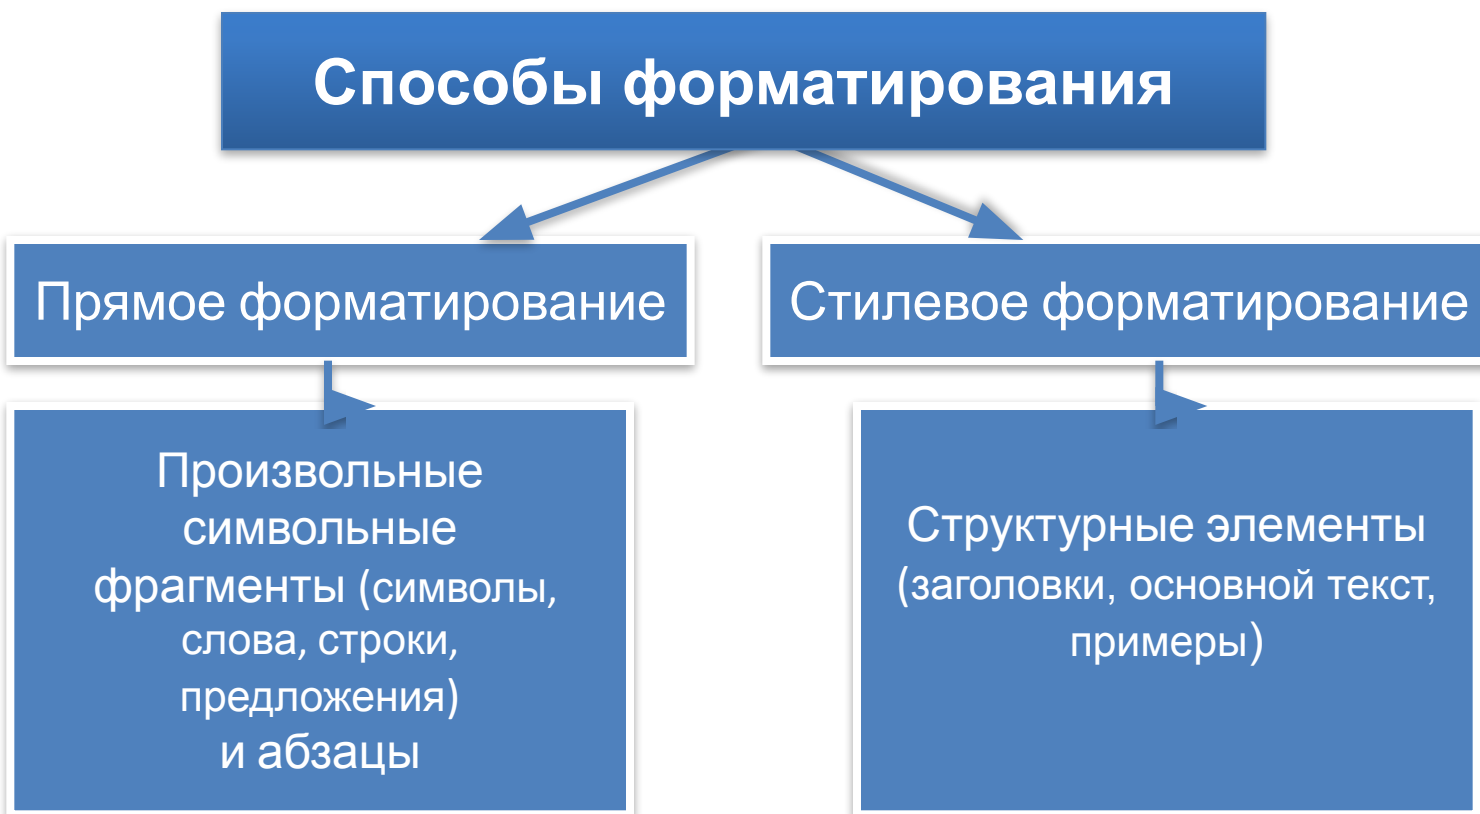 Способы форматирования
Прямое форматирование
Стилевое форматирование
Произвольные
символьные
фрагменты (символы,
слова, строки,
предложения)
и абзацы
Структурные элементы
(заголовки, основной текст,
примеры)